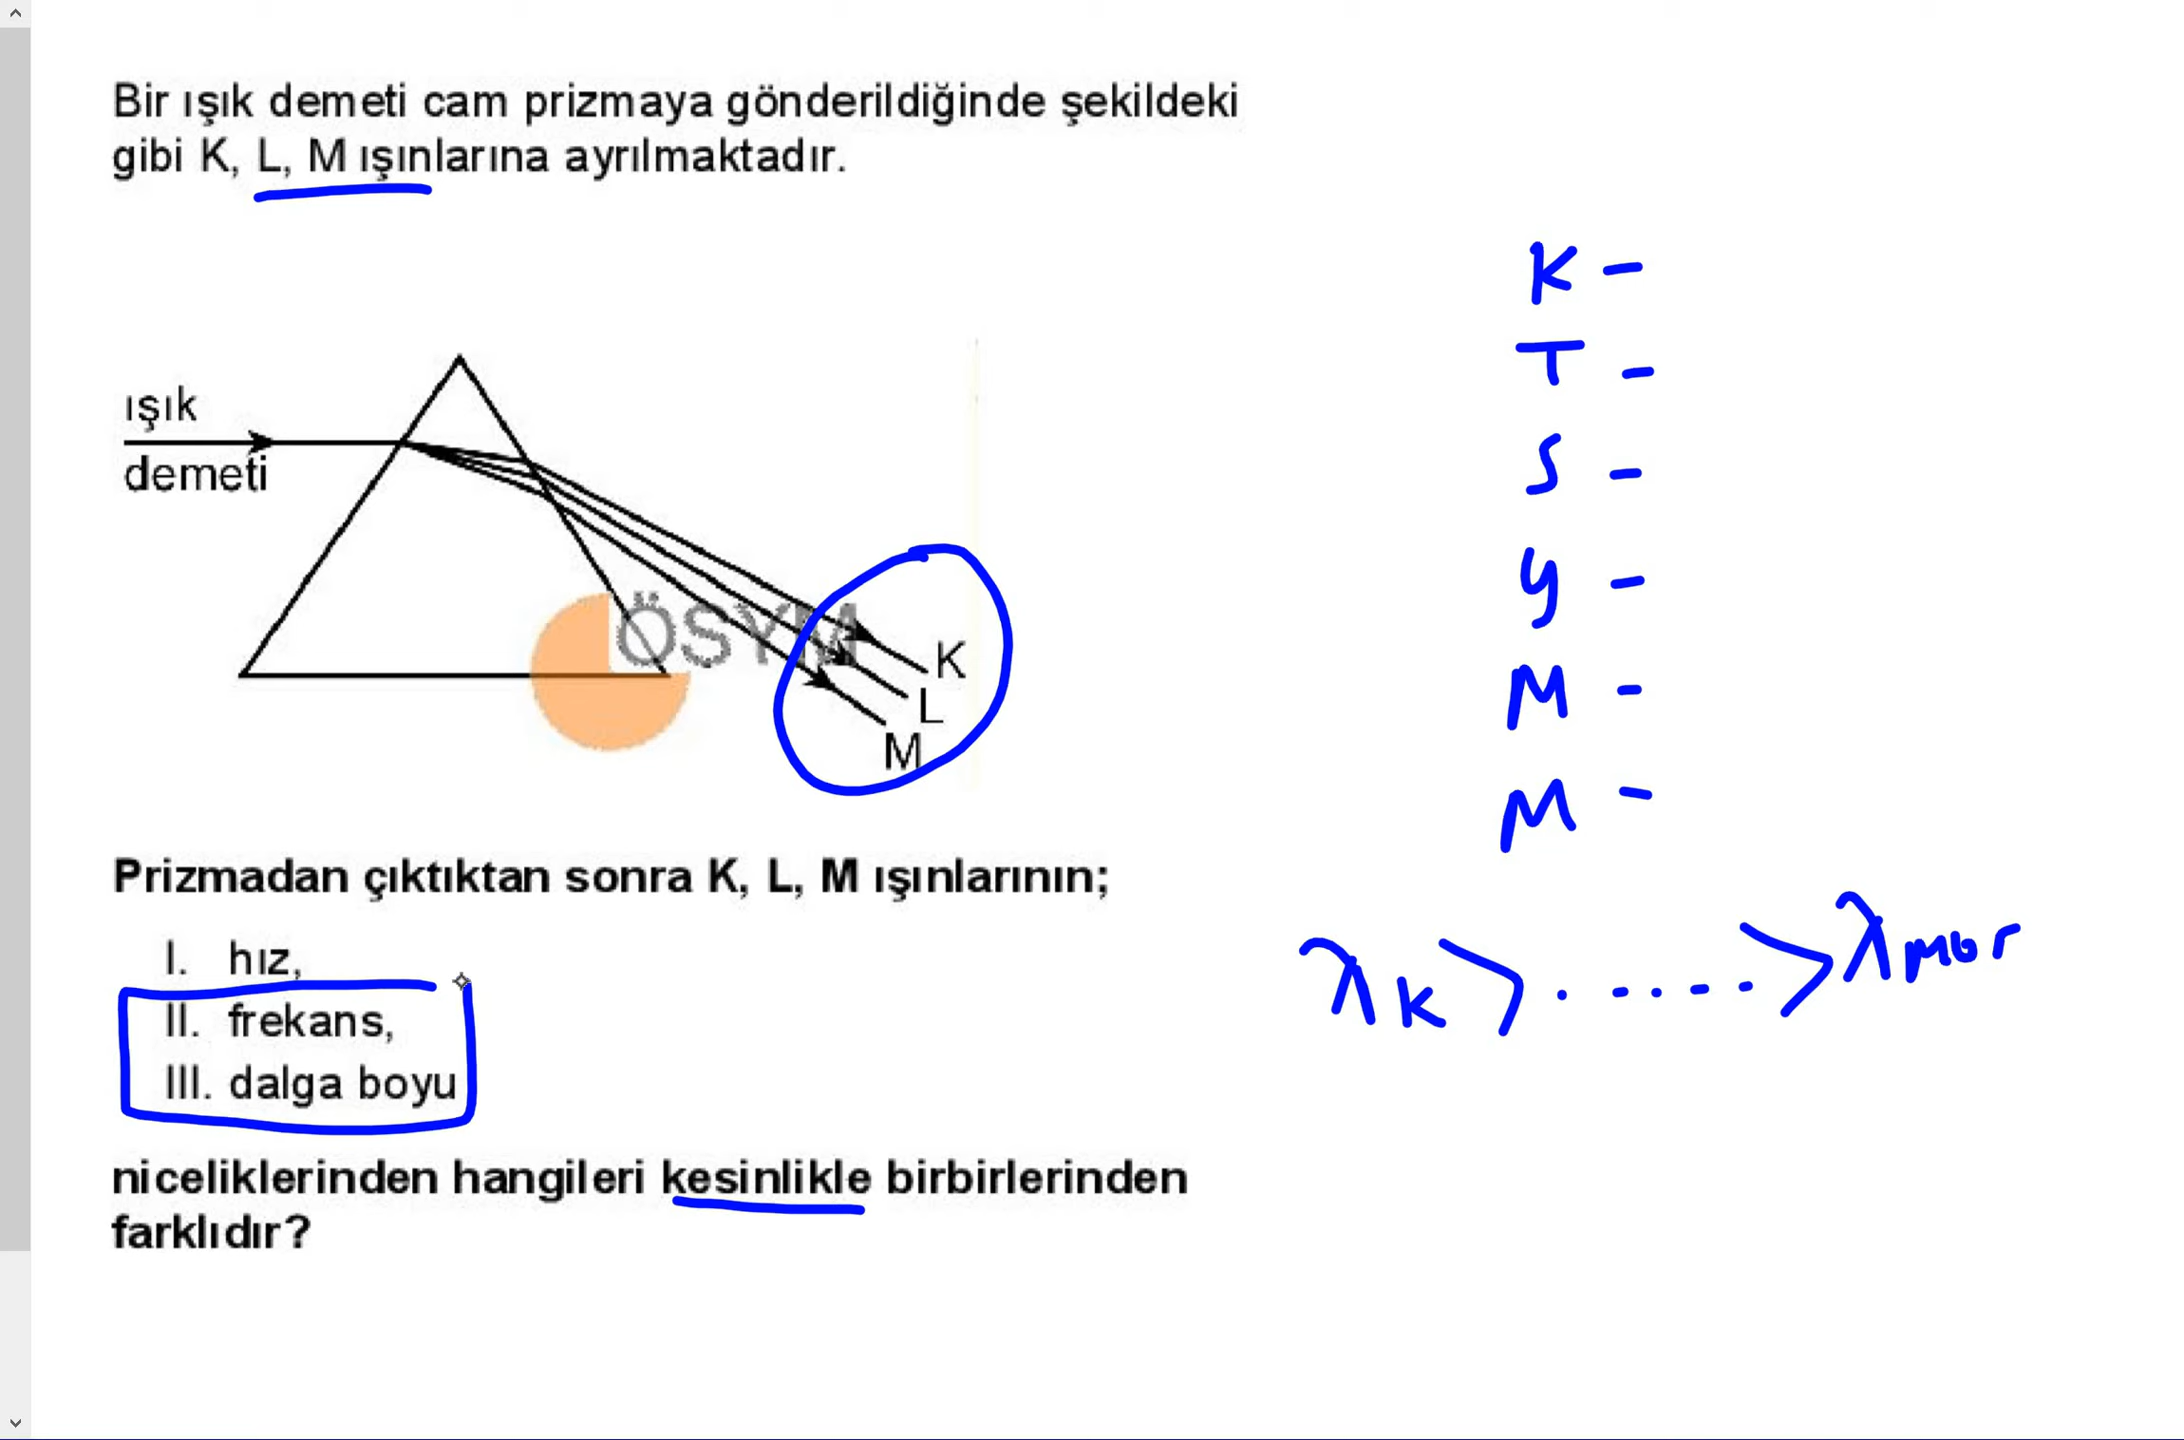 Bir ışık demeti cam prizmaya gönderildiğinde şekildeki
gibi K, L, M ışınlarına ayrılmaktadır.
ışık
demeti
ÖSYM
K
L
M
Prizmadan çıktıktan sonra K, L, M ışınlarının;
I. hız,
II. frekans,
III. dalga boyu
niceliklerinden hangileri kesinlikle birbirlerinden
farklıdır?
K -
T -
S -
y -
M -
M -
λK > . - . - . > λmor